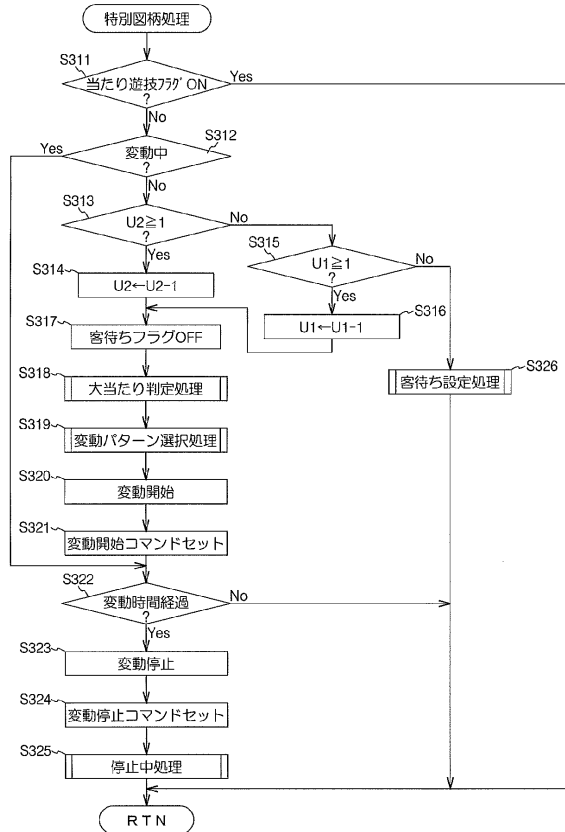 特別図柄処理
S311
当たり遊技フラグON
?
Yes
No
S312
変動中
?
Yes
No
S313
U2≧1
?
No
Yes
S315
U1≧1
?
No
Yes
S314
U2←U2-1
S316
U1←U1-1
S317
客待ちフラグOFF
S326
客待ち設定処理
S318
大当たり判定処理
S319
変動パターン選択処理
S320
変動開始
S321
変動開始コマンドセット
S322
変動時間経過
?
No
Yes
S323
変動停止
S324
変動停止コマンドセット
S325
停止中処理
RTN